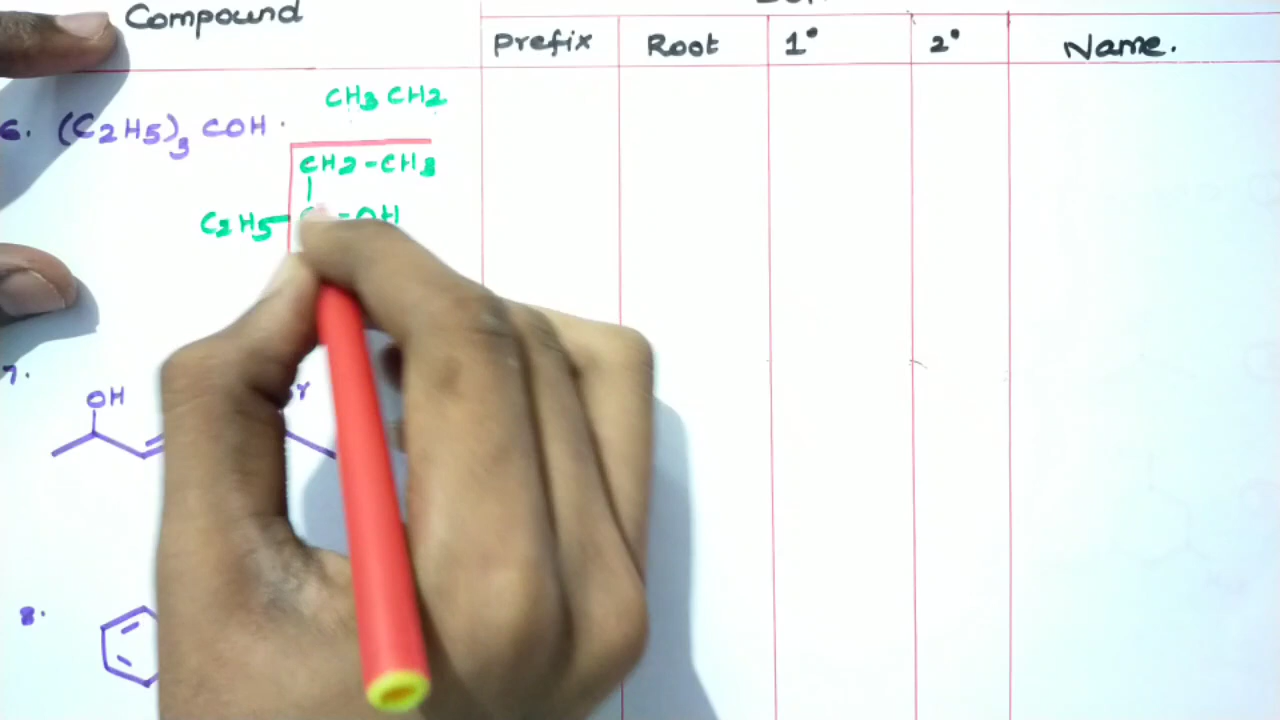 Compound
Prefix Root 1° 2° Name.
CH3 CH2
6. (C2H5)3 COH.
CH2-CH3
C2H5- -OH
7.
OH
8.